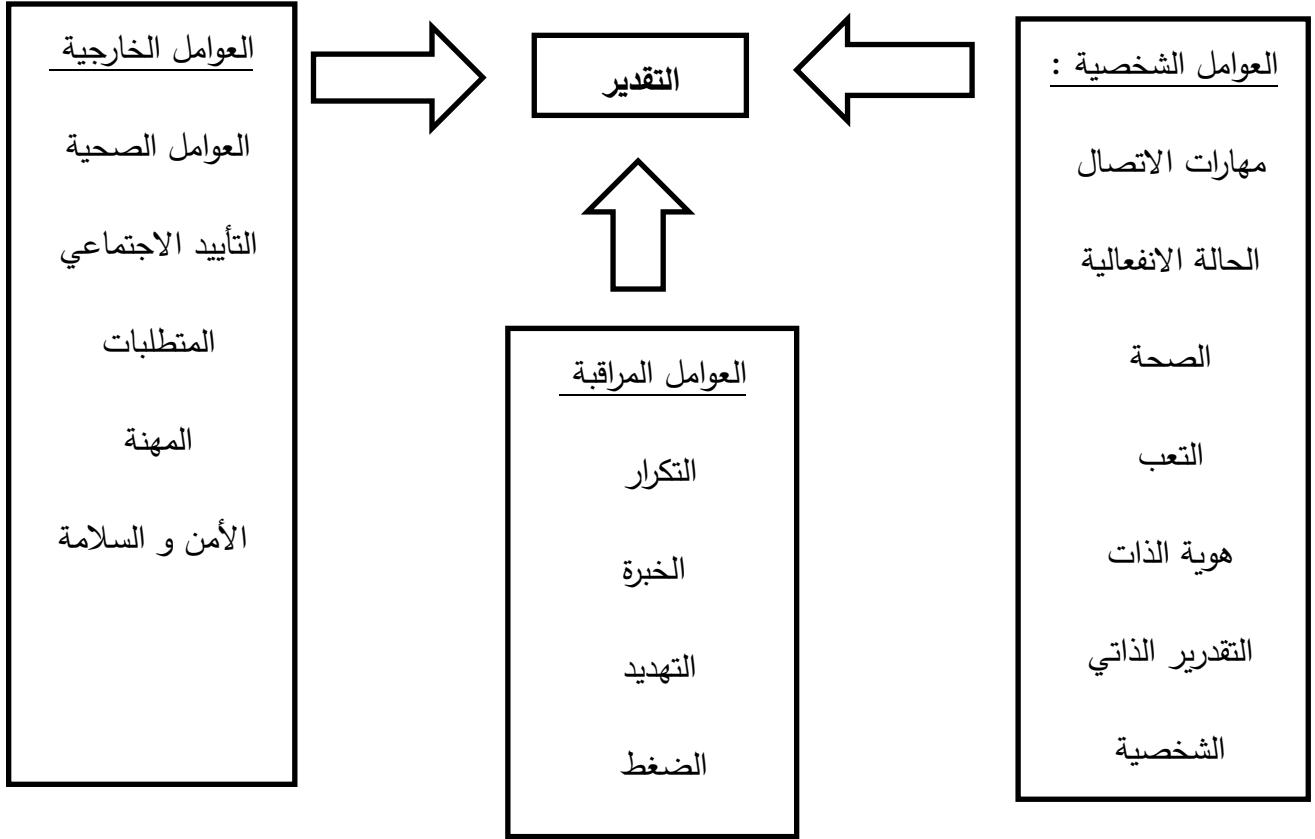 العوامل الشخصية :
مهارات الاتصال
الحالة الانفعالية
الصحة
التعب
هوية الذات
التقدرير الذاتي
الشخصية
التقدير
العوامل المراقبة
التكرار
الخبرة
التهديد
الضغط
العوامل الخارجية
العوامل الصحية
التأييد الاجتماعي
المتطلبات
المهنة
الأمن و السلامة